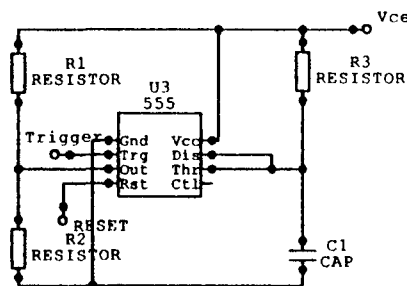 Vce
R1
RESISTOR
U3
555
R3
RESISTOR
Trigger
Gnd
Vcc
Trg
Dis
Out
Thr
Rst
Ctl
RESET
R2
RESISTOR
C1
CAP